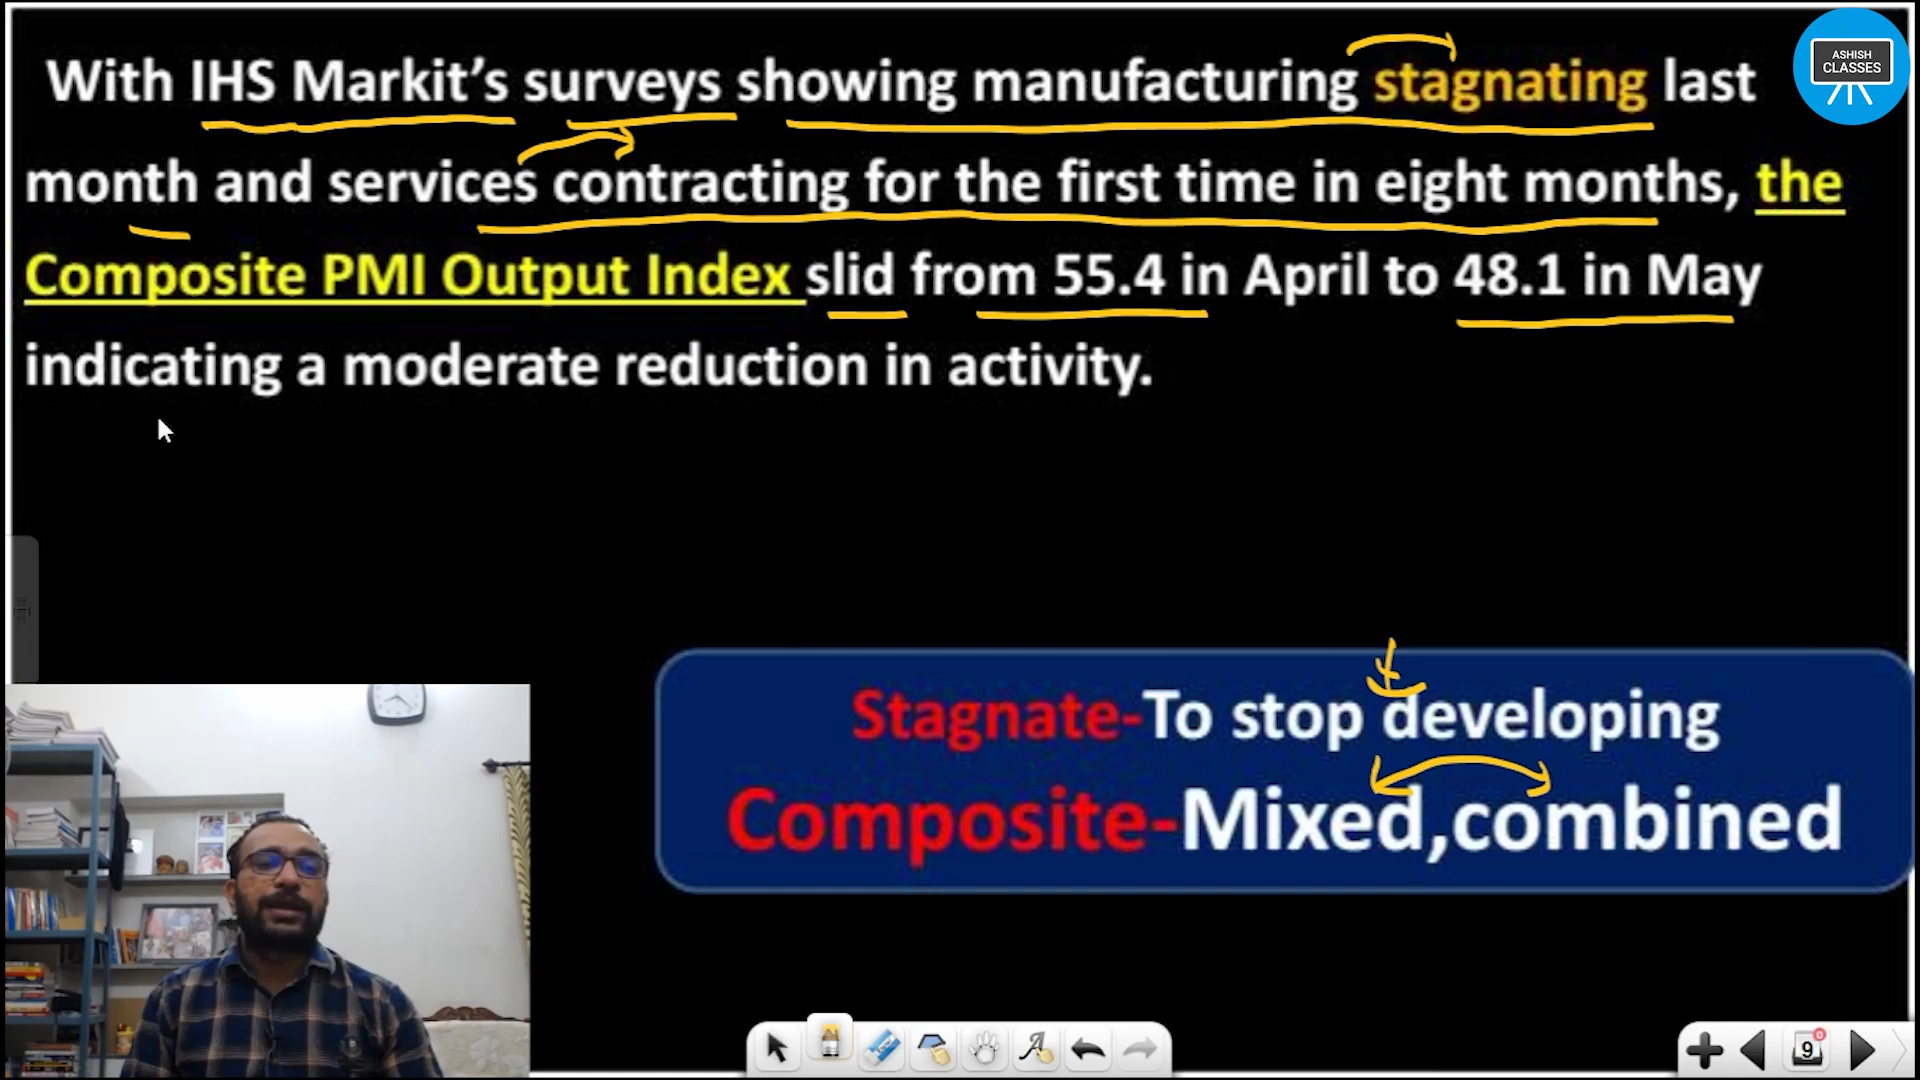 ASHISH
CLASSES
With IHS Markit's surveys showing manufacturing stagnating last
month and services contracting for the first time in eight months, the
Composite PMI Output Index slid from 55.4 in April to 48.1 in May
indicating a moderate reduction in activity.
Stagnate-To stop developing
Composite-Mixed,combined
9
0